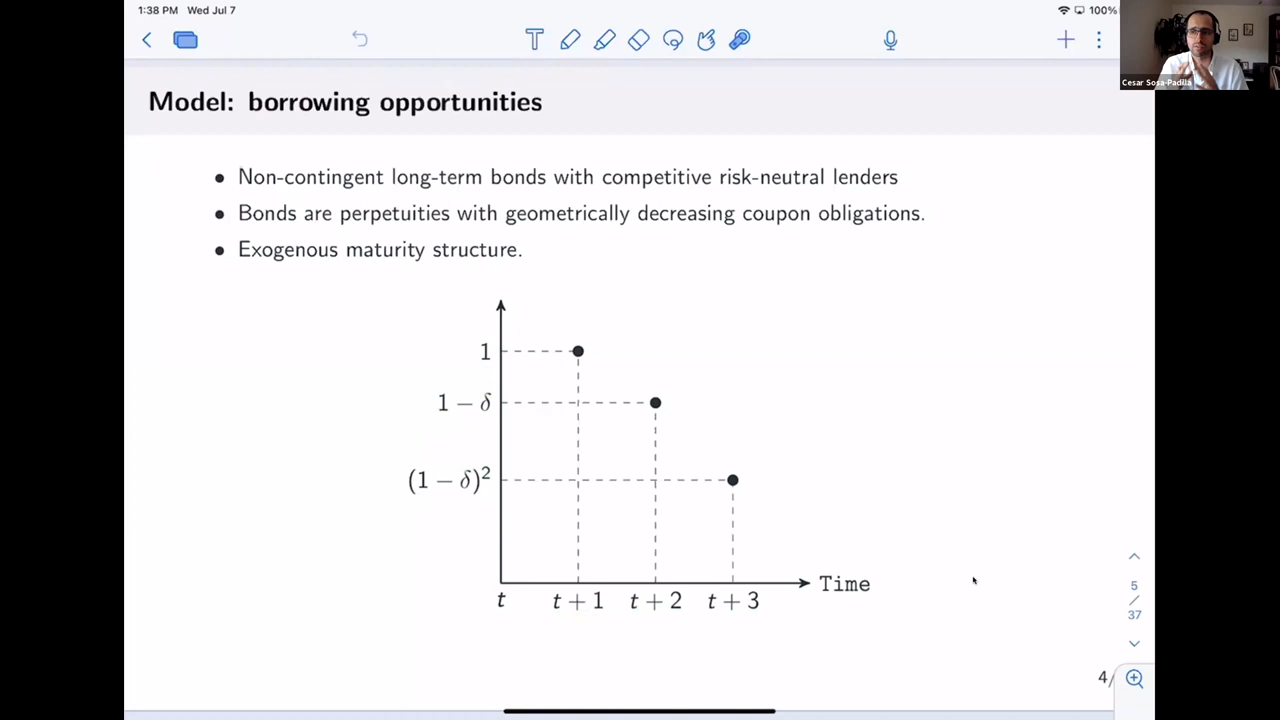 1:38 PM Wed Jul 7
100%
Cesar Sosa-Padilla
Model: borrowing opportunities
• Non-contingent long-term bonds with competitive risk-neutral lenders
• Bonds are perpetuities with geometrically decreasing coupon obligations.
• Exogenous maturity structure.
1
1 − δ
(1 − δ)²
t t + 1 t + 2 t + 3
Time
5
/
37
4/